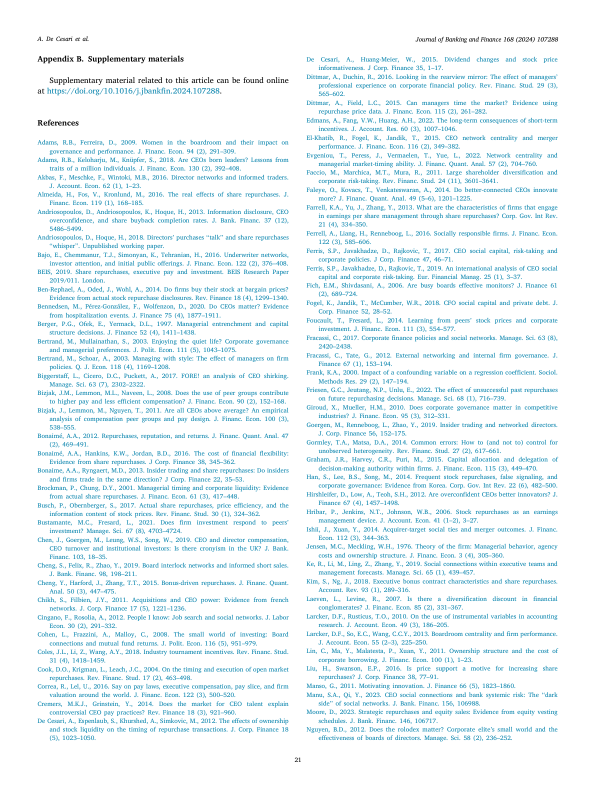 A. De Cesari et al.
Journal of Banking and Finance 168 (2024) 107288
Appendix B. Supplementary materials
Supplementary material related to this article can be found online
at https://doi.org/10.1016/j.jbankfin.2024.107288.
References
Adams, R.B., Ferreira, D., 2009. Women in the boardroom and their impact on
governance and performance. J. Financ. Econ. 94 (2), 291–309.
Adams, R.B., Keloharju, M., Knüpfer, S., 2018. Are CEOs born leaders? Lessons from
traits of a million individuals. J. Financ. Econ. 130 (2), 392–408.
Akbas, F., Meschke, F., Wintoki, M.B., 2016. Director networks and informed traders.
J. Account. Econ. 62 (1), 1–23.
Almeida, H., Fos, V., Kronlund, M., 2016. The real effects of share repurchases. J.
Financ. Econ. 119 (1), 168–185.
Andriosopoulos, D., Andriosopoulos, K., Hoque, H., 2013. Information disclosure, CEO
overconfidence, and share buyback completion rates. J. Bank. Financ. 37 (12),
5486–5499.
Andriosopoulos, D., Hoque, H., 2018. Directors' purchases "talk" and share repurchases
"whisper". Unpublished working paper.
Bajo, E., Chemmanur, T.J., Simonyan, K., Tehranian, H., 2016. Underwriter networks,
investor attention, and initial public offerings. J. Financ. Econ. 122 (2), 376–408.
BEIS, 2019. Share repurchases, executive pay and investment. BEIS Research Paper
2019/011. London.
Ben-Rephael, A., Oded, J., Wohl, A., 2014. Do firms buy their stock at bargain prices?
Evidence from actual stock repurchase disclosures. Rev. Finance 18 (4), 1299–1340.
Bennedsen, M., Pérez-González, F., Wolfenzon, D., 2020. Do CEOs matter? Evidence
from hospitalization events. J. Finance 75 (4), 1877–1911.
Berger, P.G., Ofek, E., Yermack, D.L., 1997. Managerial entrenchment and capital
structure decisions. J. Finance 52 (4), 1411–1438.
Bertrand, M., Mullainathan, S., 2003. Enjoying the quiet life? Corporate governance
and managerial preferences. J. Polit. Econ. 111 (5), 1043–1075.
Bertrand, M., Schoar, A., 2003. Managing with style: The effect of managers on firm
policies. Q. J. Econ. 118 (4), 1169–1208.
Biggerstaff, L., Cicero, D.C., Puckett, A., 2017. FORE! an analysis of CEO shirking.
Manage. Sci. 63 (7), 2302–2322.
Bizjak, J.M., Lemmon, M.L., Naveen, L., 2008. Does the use of peer groups contribute
to higher pay and less efficient compensation? J. Financ. Econ. 90 (2), 152–168.
Bizjak, J., Lemmon, M., Nguyen, T., 2011. Are all CEOs above average? An empirical
analysis of compensation peer groups and pay design. J. Financ. Econ. 100 (3),
538–555.
Bonaimé, A.A., 2012. Repurchases, reputation, and returns. J. Financ. Quant. Anal. 47
(2), 469–491.
Bonaimé, A.A., Hankins, K.W., Jordan, B.D., 2016. The cost of financial flexibility:
Evidence from share repurchases. J. Corp. Finance 38, 345–362.
Bonaimé, A.A., Ryngaert, M.D., 2013. Insider trading and share repurchases: Do insiders
and firms trade in the same direction? J. Corp. Finance 22, 35–53.
Brockman, P., Chung, D.Y., 2001. Managerial timing and corporate liquidity: Evidence
from actual share repurchases. J. Financ. Econ. 61 (3), 417–448.
Busch, P., Obernberger, S., 2017. Actual share repurchases, price efficiency, and the
information content of stock prices. Rev. Financ. Stud. 30 (1), 324–362.
Bustamante, M.C., Fresard, L., 2021. Does firm investment respond to peers'
investment? Manag. Sci. 67 (8), 4703–4724.
Chen, J., Goergen, M., Leung, W.S., Song, W., 2019. CEO and director compensation,
CEO turnover and institutional investors: Is there cronyism in the UK? J. Bank.
Financ. 103, 18–35.
Cheng, S., Felix, R., Zhao, Y., 2019. Board interlock networks and informed short sales.
J. Bank. Financ. 98, 198–211.
Cheng, Y., Harford, J., Zhang, T.T., 2015. Bonus-driven repurchases. J. Financ. Quant.
Anal. 50 (3), 447–475.
Chikh, S., Filbien, J.Y., 2011. Acquisitions and CEO power: Evidence from french
networks. J. Corp. Finance 17 (5), 1221–1236.
Cingano, F., Rosolia, A., 2012. People I know: Job search and social networks. J. Labor
Econ. 30 (2), 291–332.
Cohen, L., Frazzini, A., Malloy, C., 2008. The small world of investing: Board
connections and mutual fund returns. J. Polit. Econ. 116 (5), 951–979.
Coles, J.L., Li, Z., Wang, A.Y., 2018. Industry tournament incentives. Rev. Financ. Stud.
31 (4), 1418–1459.
Cook, D.O., Krigman, L., Leach, J.C., 2004. On the timing and execution of open market
repurchases. Rev. Financ. Stud. 17 (2), 463–498.
Correa, R., Lel, U., 2016. Say on pay laws, executive compensation, pay slice, and firm
valuation around the world. J. Financ. Econ. 122 (3), 500–520.
Cremers, M.K.J., Grinstein, Y., 2014. Does the market for CEO talent explain
controversial CEO pay practices? Rev. Finance 18 (3), 921–960.
De Cesari, A., Espenlaub, S., Khurshed, A., Simkovic, M., 2012. The effects of ownership
and stock liquidity on the timing of repurchase transactions. J. Corp. Finance 18
(5), 1023–1050.
De Cesari, A., Huang-Meier, W., 2015. Dividend changes and stock price
informativeness. J Corp. Finance 35, 1–17.
Dittmar, A., Duchin, R., 2016. Looking in the rearview mirror: The effect of managers'
professional experience on corporate financial policy. Rev. Financ. Stud. 29 (3),
565–602.
Dittmar, A., Field, L.C., 2015. Can managers time the market? Evidence using
repurchase price data. J. Financ. Econ. 115 (2), 261–282.
Edmans, A., Fang, V.W., Huang, A.H., 2022. The long-term consequences of short-term
incentives. J. Account. Res. 60 (3), 1007–1046.
El-Khatib, R., Fogel, K., Jandik, T., 2015. CEO network centrality and merger
performance. J. Financ. Econ. 116 (2), 349–382.
Evgeniou, T., Peress, J., Vermaelen, T., Yue, L., 2022. Network centrality and
managerial market-timing ability. J. Financ. Quant. Anal. 57 (2), 704–760.
Faccio, M., Marchica, M.T., Mura, R., 2011. Large shareholder diversification and
corporate risk-taking. Rev. Financ. Stud. 24 (11), 3601–3641.
Faleye, O., Kovacs, T., Venkateswaran, A., 2014. Do better-connected CEOs innovate
more? J. Financ. Quant. Anal. 49 (5–6), 1201–1225.
Farrell, K.A., Yu, J., Zhang, Y., 2013. What are the characteristics of firms that engage
in earnings per share management through share repurchases? Corp. Gov. Int Rev.
21 (4), 334–350.
Ferrell, A., Liang, H., Renneboog, L., 2016. Socially responsible firms. J. Financ. Econ.
122 (3), 585–606.
Ferris, S.P., Javakhadze, D., Rajkovic, T., 2017. CEO social capital, risk-taking and
corporate policies. J Corp. Finance 47, 46–71.
Ferris, S.P., Javakhadze, D., Rajkovic, T., 2019. An international analysis of CEO social
capital and corporate risk-taking. Eur. Financial Manag. 25 (1), 3–37.
Fich, E.M., Shivdasani, A., 2006. Are busy boards effective monitors? J. Finance 61
(2), 689–724.
Fogel, K., Jandik, T., McCumber, W.R., 2018. CFO social capital and private debt. J.
Corp. Finance 52, 28–52.
Foucault, T., Fresard, L., 2014. Learning from peers' stock prices and corporate
investment. J. Financ. Econ. 111 (3), 554–577.
Fracassi, C., 2017. Corporate finance policies and social networks. Manage. Sci. 63 (8),
2420–2438.
Fracassi, C., Tate, G., 2012. External networking and internal firm governance. J.
Finance 67 (1), 153–194.
Frank, K.A., 2000. Impact of a confounding variable on a regression coefficient. Sociol.
Methods Res. 29 (2), 147–194.
Friesen, G.C., Jeutang, N.P., Unlu, E., 2022. The effect of unsuccessful past repurchases
on future repurchasing decisions. Manage. Sci. 68 (1), 716–739.
Giroud, X., Mueller, H.M., 2010. Does corporate governance matter in competitive
industries? J. Financ. Econ. 95 (3), 312–331.
Goergen, M., Renneboog, L., Zhao, Y., 2019. Insider trading and networked directors.
J. Corp. Finance 56, 152–175.
Gormley, T.A., Matsa, D.A., 2014. Common errors: How to (and not to) control for
unobserved heterogeneity. Rev. Financ. Stud. 27 (2), 617–661.
Graham, J.R., Harvey, C.R., Puri, M., 2015. Capital allocation and delegation of
decision-making authority within firms. J. Financ. Econ. 115 (3), 449–470.
Han, S., Lee, B.S., Song, M., 2014. Frequent stock repurchases, false signaling, and
corporate governance: Evidence from Korea. Corp. Gov. Int Rev. 22 (6), 482–500.
Hirshleifer, D., Low, A., Teoh, S.H., 2012. Are overconfident CEOs better innovators? J.
Finance 67 (4), 1457–1498.
Hribar, P., Jenkins, N.T., Johnson, W.B., 2006. Stock repurchases as an earnings
management device. J. Account. Econ. 41 (1–2), 3–27.
Ishii, J., Xuan, Y., 2014. Acquirer-target social ties and merger outcomes. J. Financ.
Econ. 112 (3), 344–363.
Jensen, M.C., Meckling, W.H., 1976. Theory of the firm: Managerial behavior, agency
costs and ownership structure. J. Financ. Econ. 3 (4), 305–360.
Ke, R., Li, M., Ling, Z., Zhang, Y., 2019. Social connections within executive teams and
management forecasts. Manage. Sci. 65 (1), 439–457.
Kim, S., Ng, J., 2018. Executive bonus contract characteristics and share repurchases.
Account. Rev. 93 (1), 289–316.
Laeven, L., Levine, R., 2007. Is there a diversification discount in financial
conglomerates? J. Financ. Econ. 85 (2), 331–367.
Larcker, D.F., Rusticus, T.O., 2010. On the use of instrumental variables in accounting
research. J. Account. Econ. 49 (3), 186–205.
Larcker, D.F., So, E.C., Wang, C.C.Y., 2013. Boardroom centrality and firm performance.
J. Account. Econ. 55 (2–3), 225–250.
Lin, C., Ma, Y., Malatesta, P., Xuan, Y., 2011. Ownership structure and the cost of
corporate borrowing. J. Financ. Econ. 100 (1), 1–23.
Liu, H., Swanson, E.P., 2016. Is price support a motive for increasing share
repurchases? J. Corp. Finance 38, 77–91.
Manso, G., 2011. Motivating innovation. J. Finance 66 (5), 1823–1860.
Manu, S.A., Qi, Y., 2023. CEO social connections and bank systemic risk: The "dark
side" of social networks. J. Bank. Financ. 156, 106988.
Moore, D., 2023. Strategic repurchases and equity sales: Evidence from equity vesting
schedules. J. Bank. Financ. 146, 106717.
Nguyen, B.D., 2012. Does the rolodex matter? Corporate elite's small world and the
effectiveness of boards of directors. Manage. Sci. 58 (2), 236–252.
21